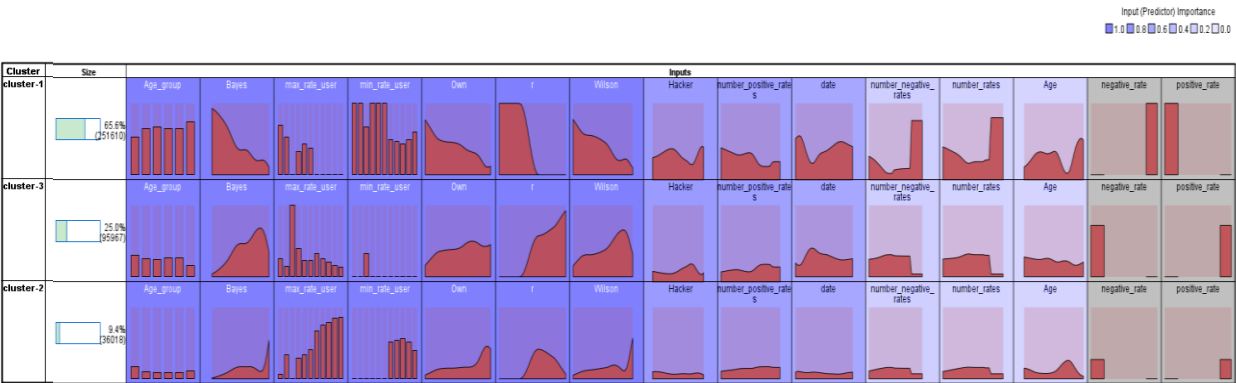 Input (Predictor) Importance
1.0 0.8 0.6 0.4 0.2 0.0
Cluster Size Inputs
cluster-1 65.6% (251610) Age_group Bayes max_rate_user min_rate_user Own r Wilson Hacker number_positive_rate s date number_negative_ rates number_rates Age negative_rate positive_rate
cluster-3 25.0% (95967) Age_group Bayes max_rate_user min_rate_user Own r Wilson Hacker number_positive_rate s date number_negative_ rates number_rates Age negative_rate positive_rate
cluster-2 9.4% (36018) Age_group Bayes max_rate_user min_rate_user Own r Wilson Hacker number_positive_rate s date number_negative_ rates number_rates Age negative_rate positive_rate